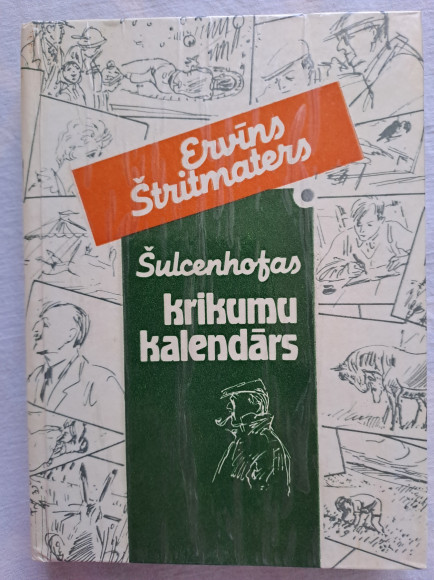 Ervīns
Štritmaters
Šulcenhofas
krikumu
kalendārs